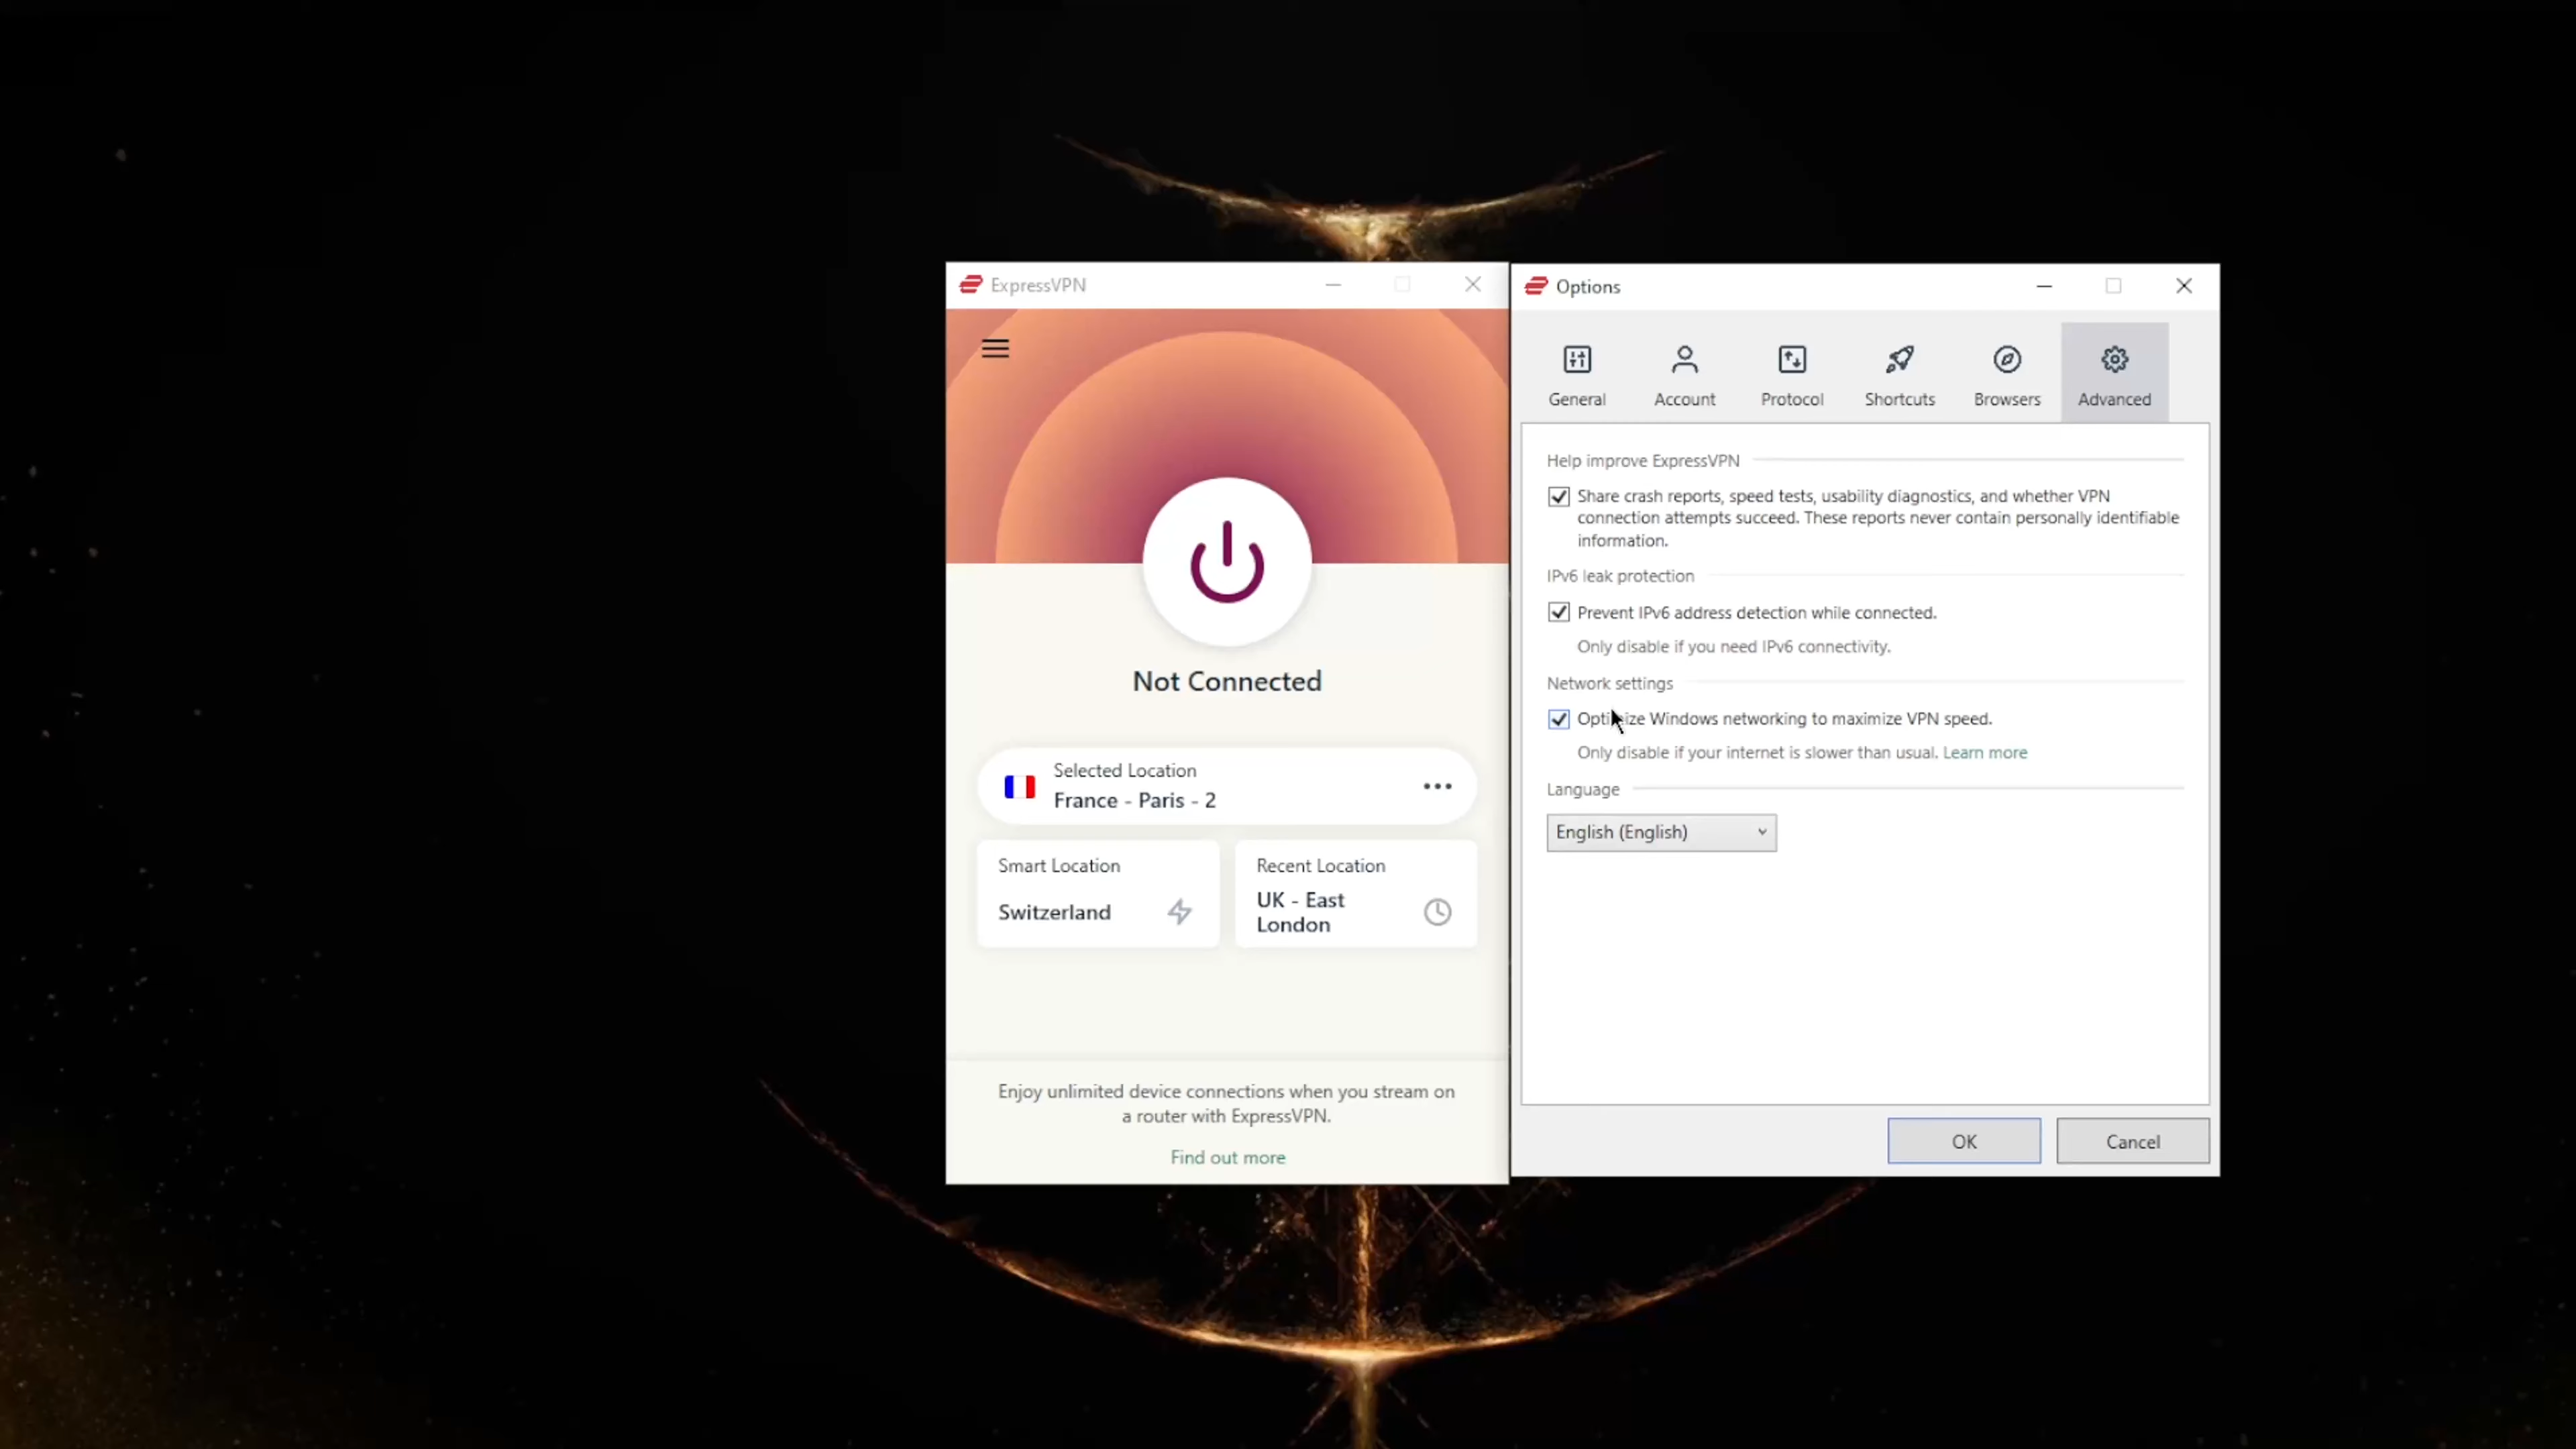 ExpressVPN
Not Connected
Selected Location
France - Paris - 2
Smart Location
Switzerland
Recent Location
UK - East
London
Enjoy unlimited device connections when you stream on
a router with ExpressVPN.
Find out more
Options
General
Account
Protocol
Shortcuts
Browsers
Advanced
Help improve ExpressVPN
Share crash reports, speed tests, usability diagnostics, and whether VPN
connection attempts succeed. These reports never contain personally identifiable
information.
IPv6 leak protection
Prevent IPv6 address detection while connected.
Only disable if you need IPv6 connectivity.
Network settings
Optimize Windows networking to maximize VPN speed.
Only disable if your internet is slower than usual. Learn more
Language
English (English)
OK
Cancel